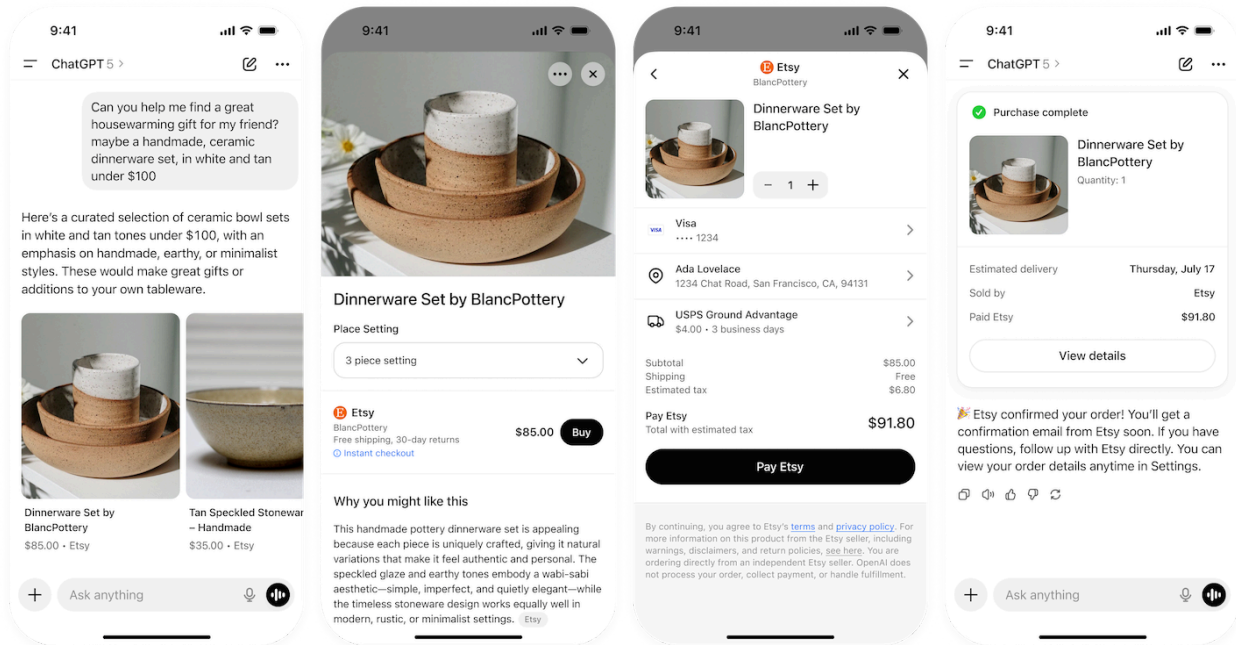 9:41
ChatGPT 5 >
Can you help me find a great
housewarming gift for my friend?
maybe a handmade, ceramic
dinnerware set, in white and tan
under $100
Here's a curated selection of ceramic bowl sets
in white and tan tones under $100, with an
emphasis on handmade, earthy, or minimalist
styles. These would make great gifts or
additions to your own tableware.
Dinnerware Set by
BlancPottery
$85.00 • Etsy
Tan Speckled Stonewar
– Handmade
$35.00 • Etsy
Ask anything
9:41
Dinnerware Set by BlancPottery
Place Setting
3 piece setting
Etsy
BlancPottery
Free shipping, 30-day returns
Instant checkout
$85.00
Buy
Why you might like this
This handmade pottery dinnerware set is appealing
because each piece is uniquely crafted, giving it natural
variations that make it feel authentic and personal. The
speckled glaze and earthy tones embody a wabi-sabi
aesthetic—simple, imperfect, and quietly elegant—while
the timeless stoneware design works equally well in
modern, rustic, or minimalist settings. Etsy
9:41
Etsy
BlancPottery
Dinnerware Set by
BlancPottery
− 1 +
VISA
Visa
•••• 1234
Ada Lovelace
1234 Chat Road, San Francisco, CA, 94131
USPS Ground Advantage
$4.00 • 3 business days
Subtotal $85.00
Shipping Free
Estimated tax $6.80
Pay Etsy
Total with estimated tax
$91.80
Pay Etsy
By continuing, you agree to Etsy's terms and privacy policy. For
more information on this product from the Etsy seller, including
warnings, disclaimers, and return policies, see here. You are
ordering directly from an independent Etsy seller. OpenAI does
not process your order, collect payment, or handle fulfillment.
9:41
ChatGPT 5 >
Purchase complete
Dinnerware Set by
BlancPottery
Quantity: 1
Estimated delivery Thursday, July 17
Sold by Etsy
Paid Etsy $91.80
View details
🎉 Etsy confirmed your order! You'll get a
confirmation email from Etsy soon. If you have
questions, follow up with Etsy directly. You can
view your order details anytime in Settings.
Ask anything